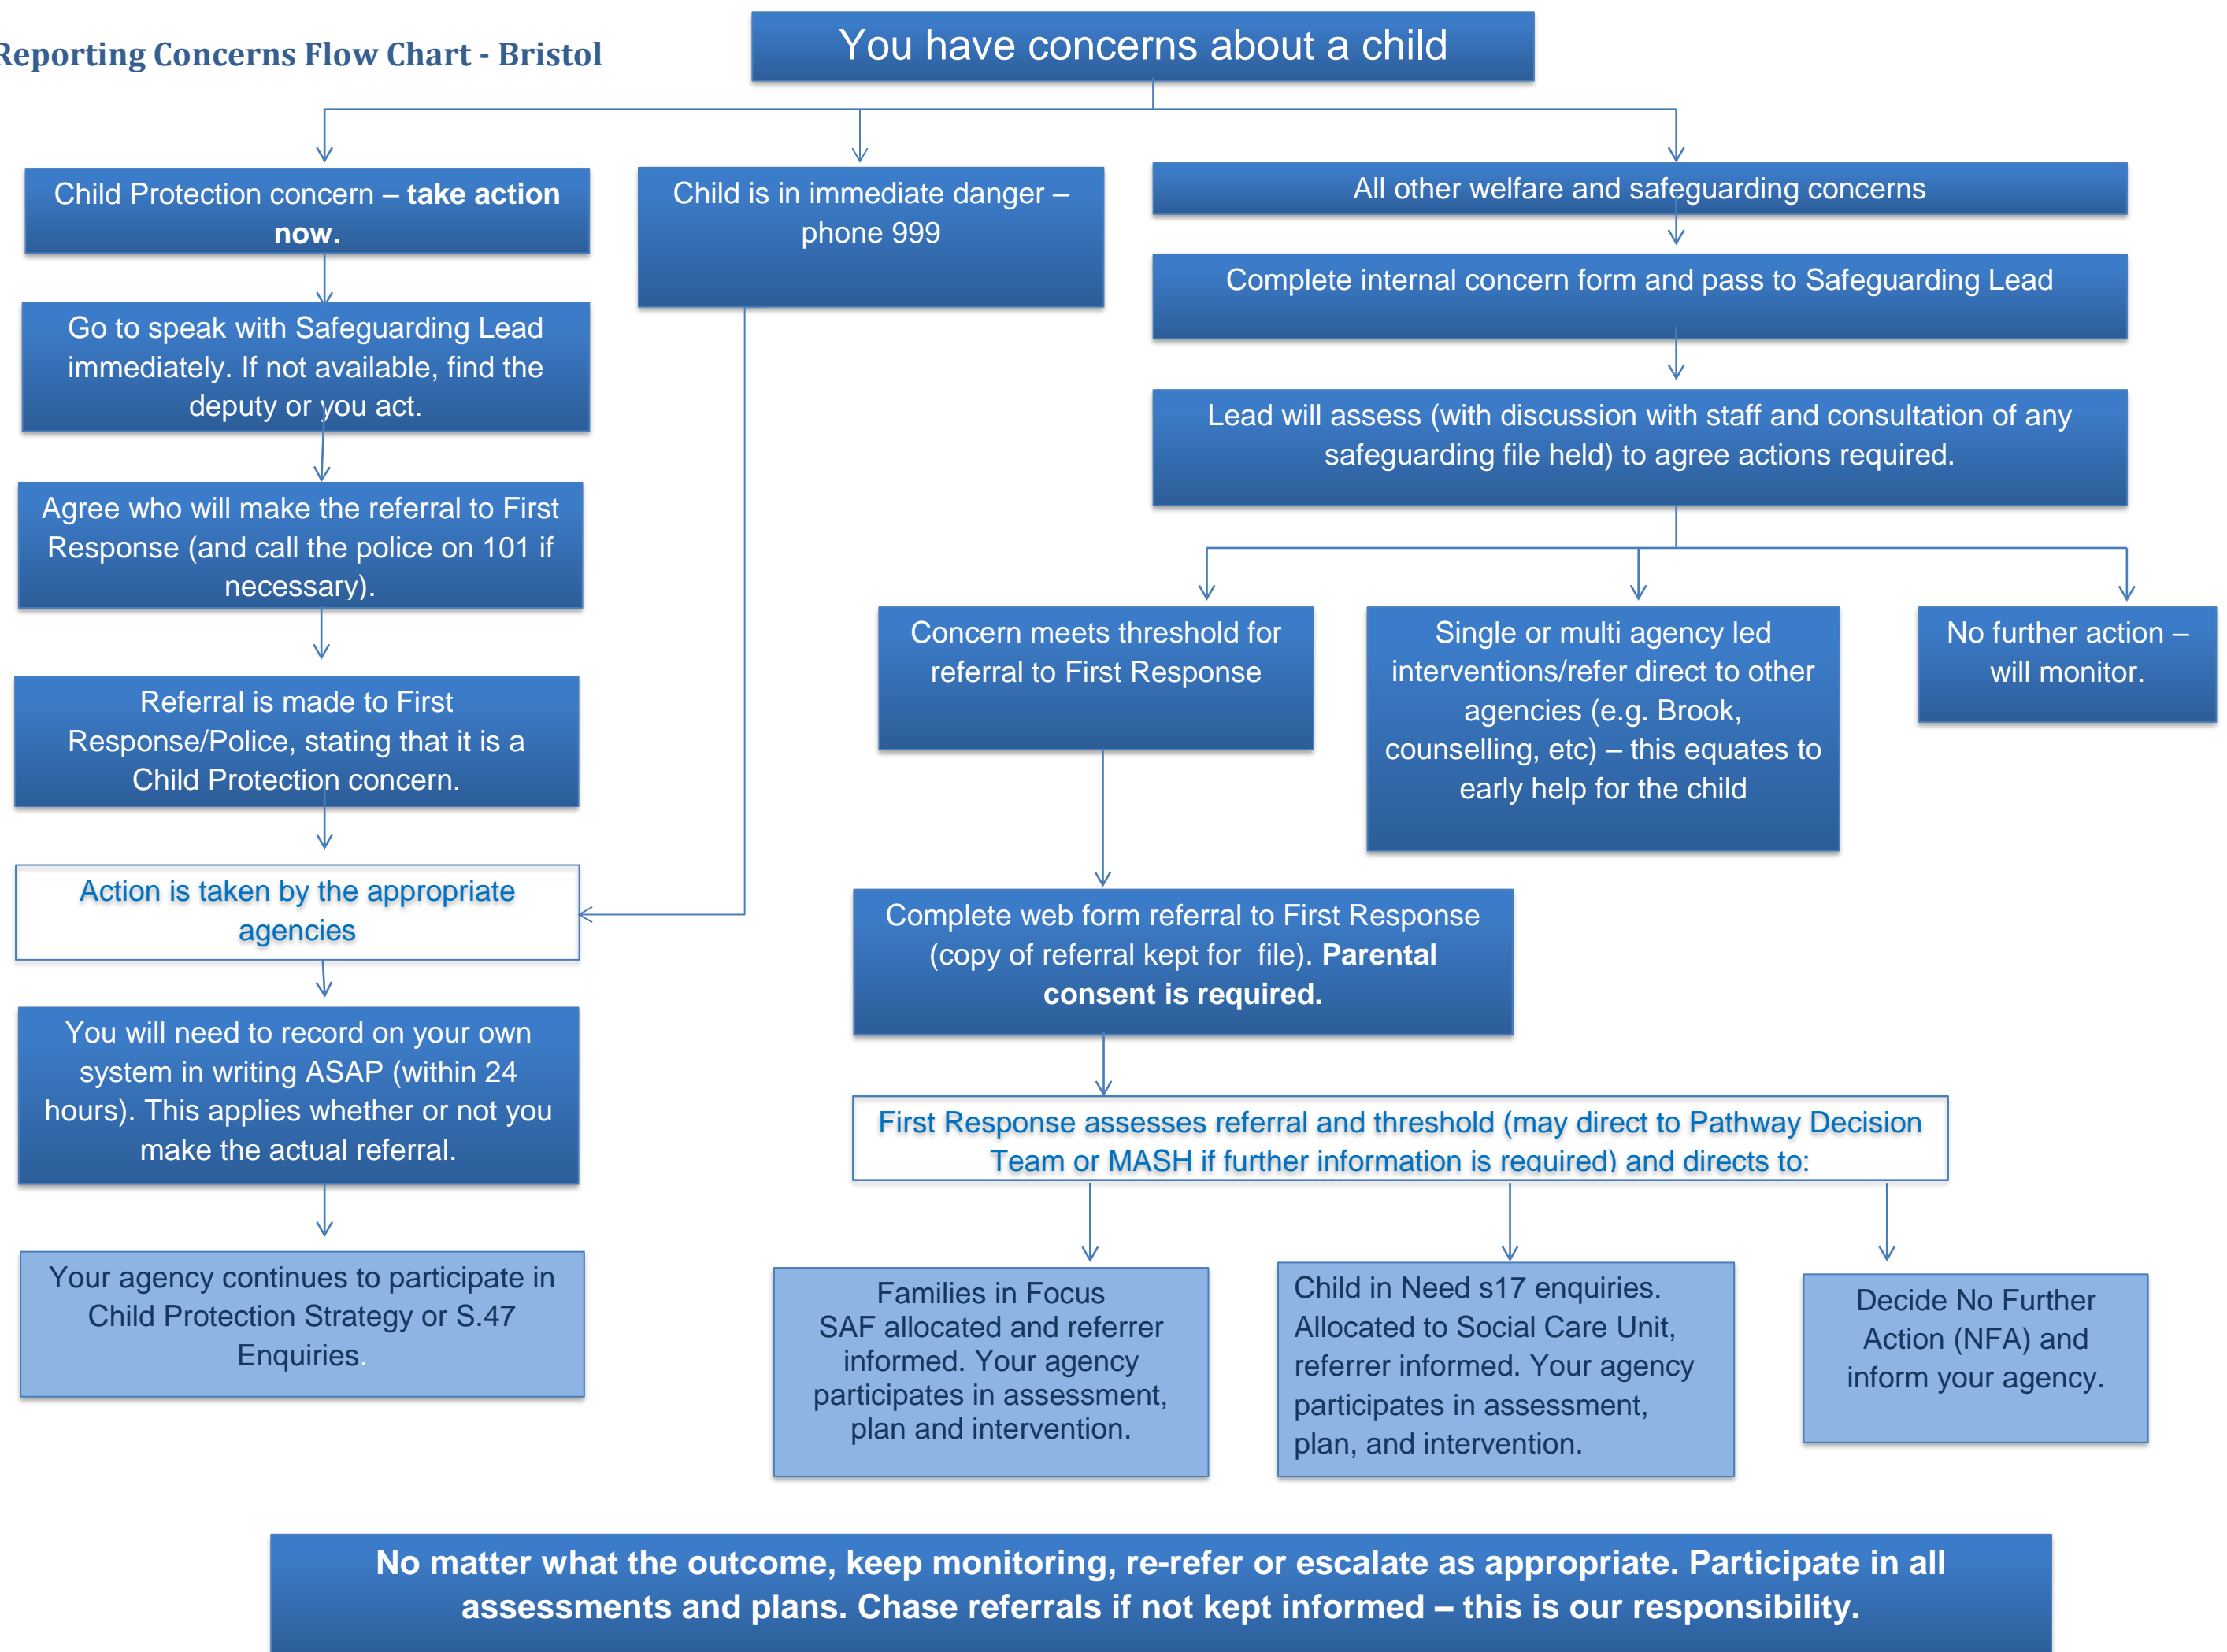 Reporting Concerns Flow Chart - Bristol
You have concerns about a child
Child Protection concern – take action
now.
Child is in immediate danger –
phone 999
All other welfare and safeguarding concerns
Go to speak with Safeguarding Lead
immediately. If not available, find the
deputy or you act.
Complete internal concern form and pass to Safeguarding Lead
Lead will assess (with discussion with staff and consultation of any
safeguarding file held) to agree actions required.
Agree who will make the referral to First
Response (and call the police on 101 if
necessary).
Concern meets threshold for
referral to First Response
Single or multi agency led
interventions/refer direct to other
agencies (e.g. Brook,
counselling, etc) – this equates to
early help for the child
No further action –
will monitor.
Referral is made to First
Response/Police, stating that it is a
Child Protection concern.
Action is taken by the appropriate
agencies
Complete web form referral to First Response
(copy of referral kept for file). Parental
consent is required.
You will need to record on your own
system in writing ASAP (within 24
hours). This applies whether or not you
make the actual referral.
First Response assesses referral and threshold (may direct to Pathway Decision
Team or MASH if further information is required) and directs to:
Your agency continues to participate in
Child Protection Strategy or S.47
Enquiries.
Families in Focus
SAF allocated and referrer
informed. Your agency
participates in assessment,
plan and intervention.
Child in Need s17 enquiries.
Allocated to Social Care Unit,
referrer informed. Your agency
participates in assessment,
plan, and intervention.
Decide No Further
Action (NFA) and
inform your agency.
No matter what the outcome, keep monitoring, re-refer or escalate as appropriate. Participate in all
assessments and plans. Chase referrals if not kept informed – this is our responsibility.